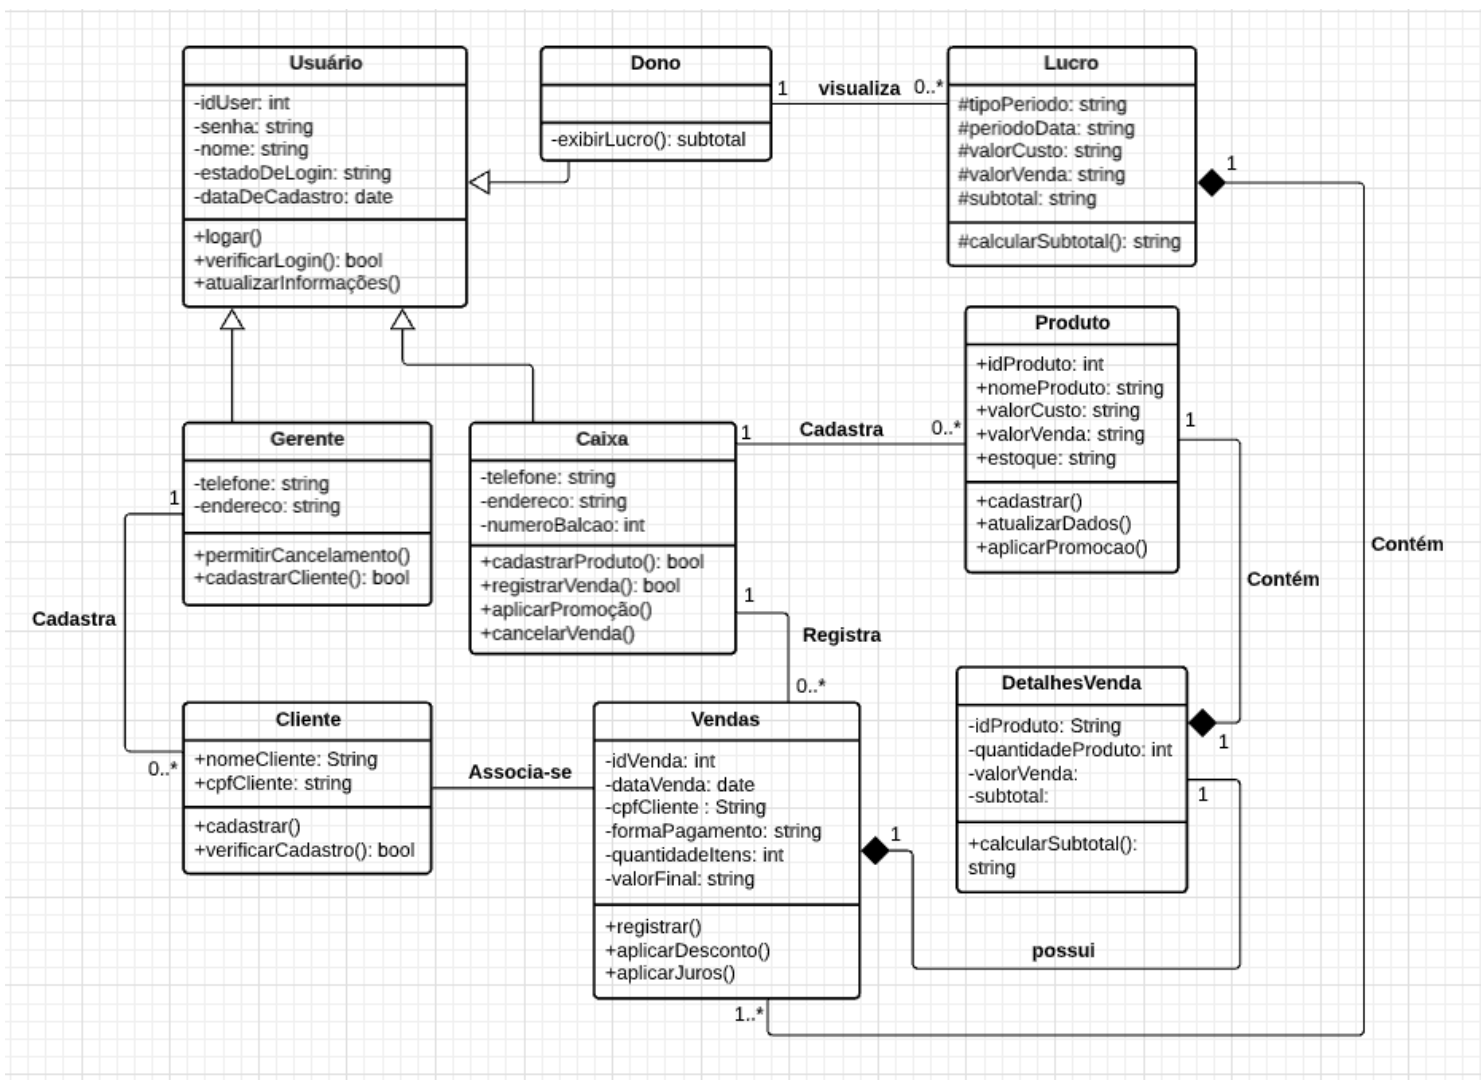 Usuário
-idUser: int
-senha: string
-nome: string
-estadoDeLogin: string
-dataDeCadastro: date
+logar()
+verificarLogin(): bool
+atualizarInformações()
Dono
-exibirLucro(): subtotal
1
visualiza
0..*
Lucro
#tipoPeriodo: string
#periodoData: string
#valorCusto: string
#valorVenda: string
#subtotal: string
#calcularSubtotal(): string
1
Produto
+idProduto: int
+nomeProduto: string
+valorCusto: string
+valorVenda: string
+estoque: string
+cadastrar()
+atualizarDados()
+aplicarPromocao()
1
Contém
Contém
Gerente
-telefone: string
-endereco: string
+permitirCancelamento()
+cadastrarCliente(): bool
1
Cadastra
0..*
Caixa
-telefone: string
-endereco: string
-numeroBalcao: int
+cadastrarProduto(): bool
+registrarVenda(): bool
+aplicarPromoção()
+cancelarVenda()
1
Cadastra
0..*
1
Registra
0..*
Cliente
+nomeCliente: String
+cpfCliente: string
+cadastrar()
+verificarCadastro(): bool
Associa-se
Vendas
-idVenda: int
-dataVenda: date
-cpfCliente : String
-formaPagamento: string
-quantidadeItens: int
-valorFinal: string
+registrar()
+aplicarDesconto()
+aplicarJuros()
1
1..*
DetalhesVenda
-idProduto: String
-quantidadeProduto: int
-valorVenda:
-subtotal:
+calcularSubtotal():
string
1
1
possui